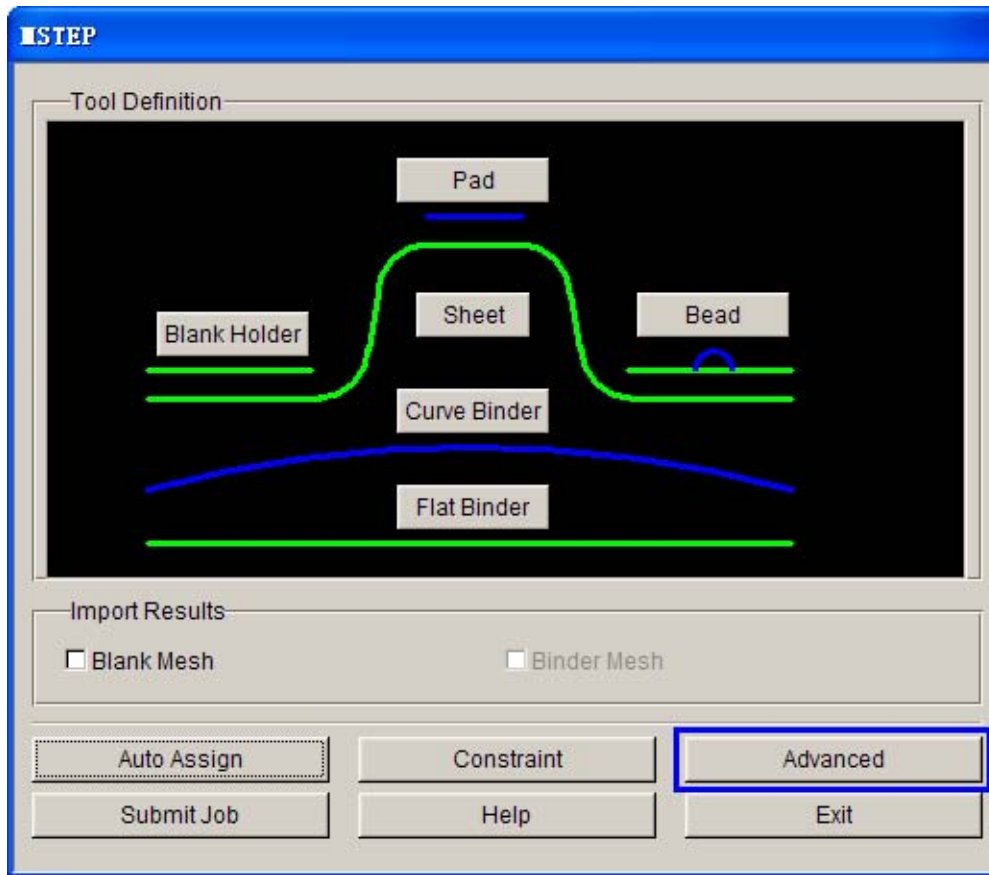 MSTEP
Tool Definition
Pad
Sheet
Bead
Blank Holder
Curve Binder
Flat Binder
Import Results
Blank Mesh
Binder Mesh
Auto Assign
Constraint
Advanced
Submit Job
Help
Exit